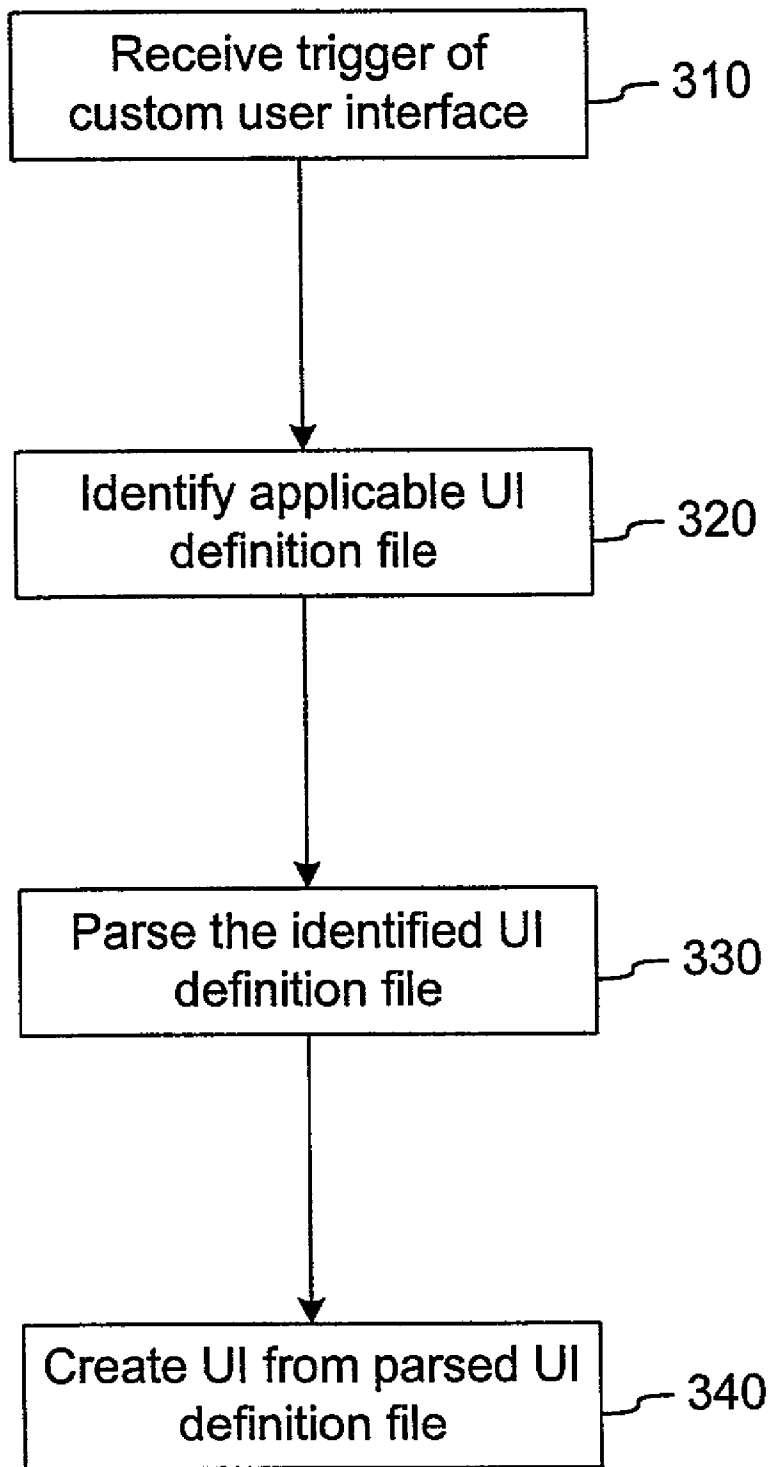 Receive trigger of
custom user interface
310
Identify applicable UI
definition file
320
Parse the identified UI
definition file
330
Create UI from parsed UI
definition file
340